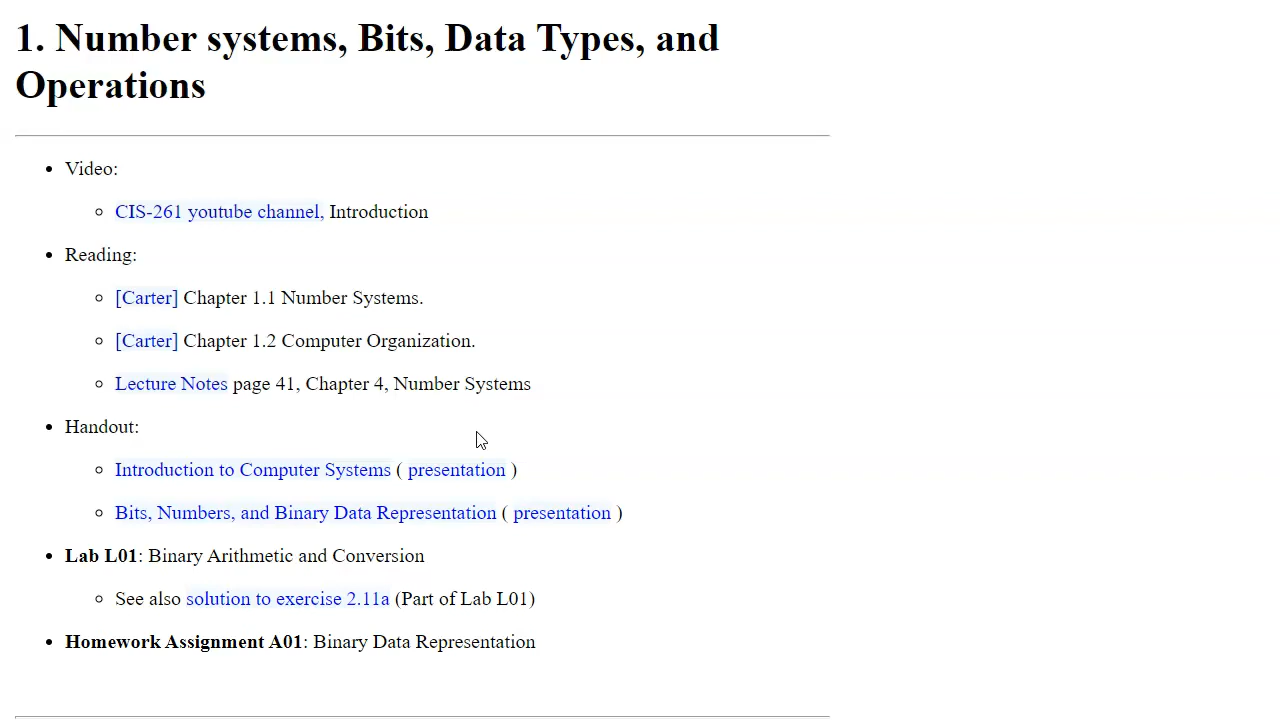 1. Number systems, Bits, Data Types, and
Operations
Video:
CIS-261 youtube channel, Introduction
Reading:
[Carter] Chapter 1.1 Number Systems.
[Carter] Chapter 1.2 Computer Organization.
Lecture Notes page 41, Chapter 4, Number Systems
Handout:
Introduction to Computer Systems ( presentation )
Bits, Numbers, and Binary Data Representation ( presentation )
Lab L01: Binary Arithmetic and Conversion
See also solution to exercise 2.11a (Part of Lab L01)
Homework Assignment A01: Binary Data Representation